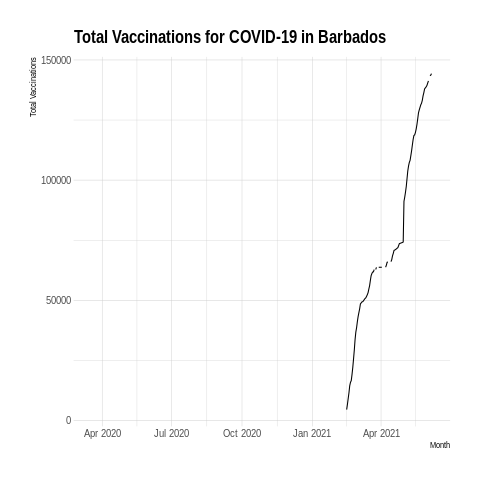 Total Vaccinations for COVID-19 in Barbados
Total Vaccinations
150000
100000
50000
0
Apr 2020 Jul 2020 Oct 2020 Jan 2021 Apr 2021
Month